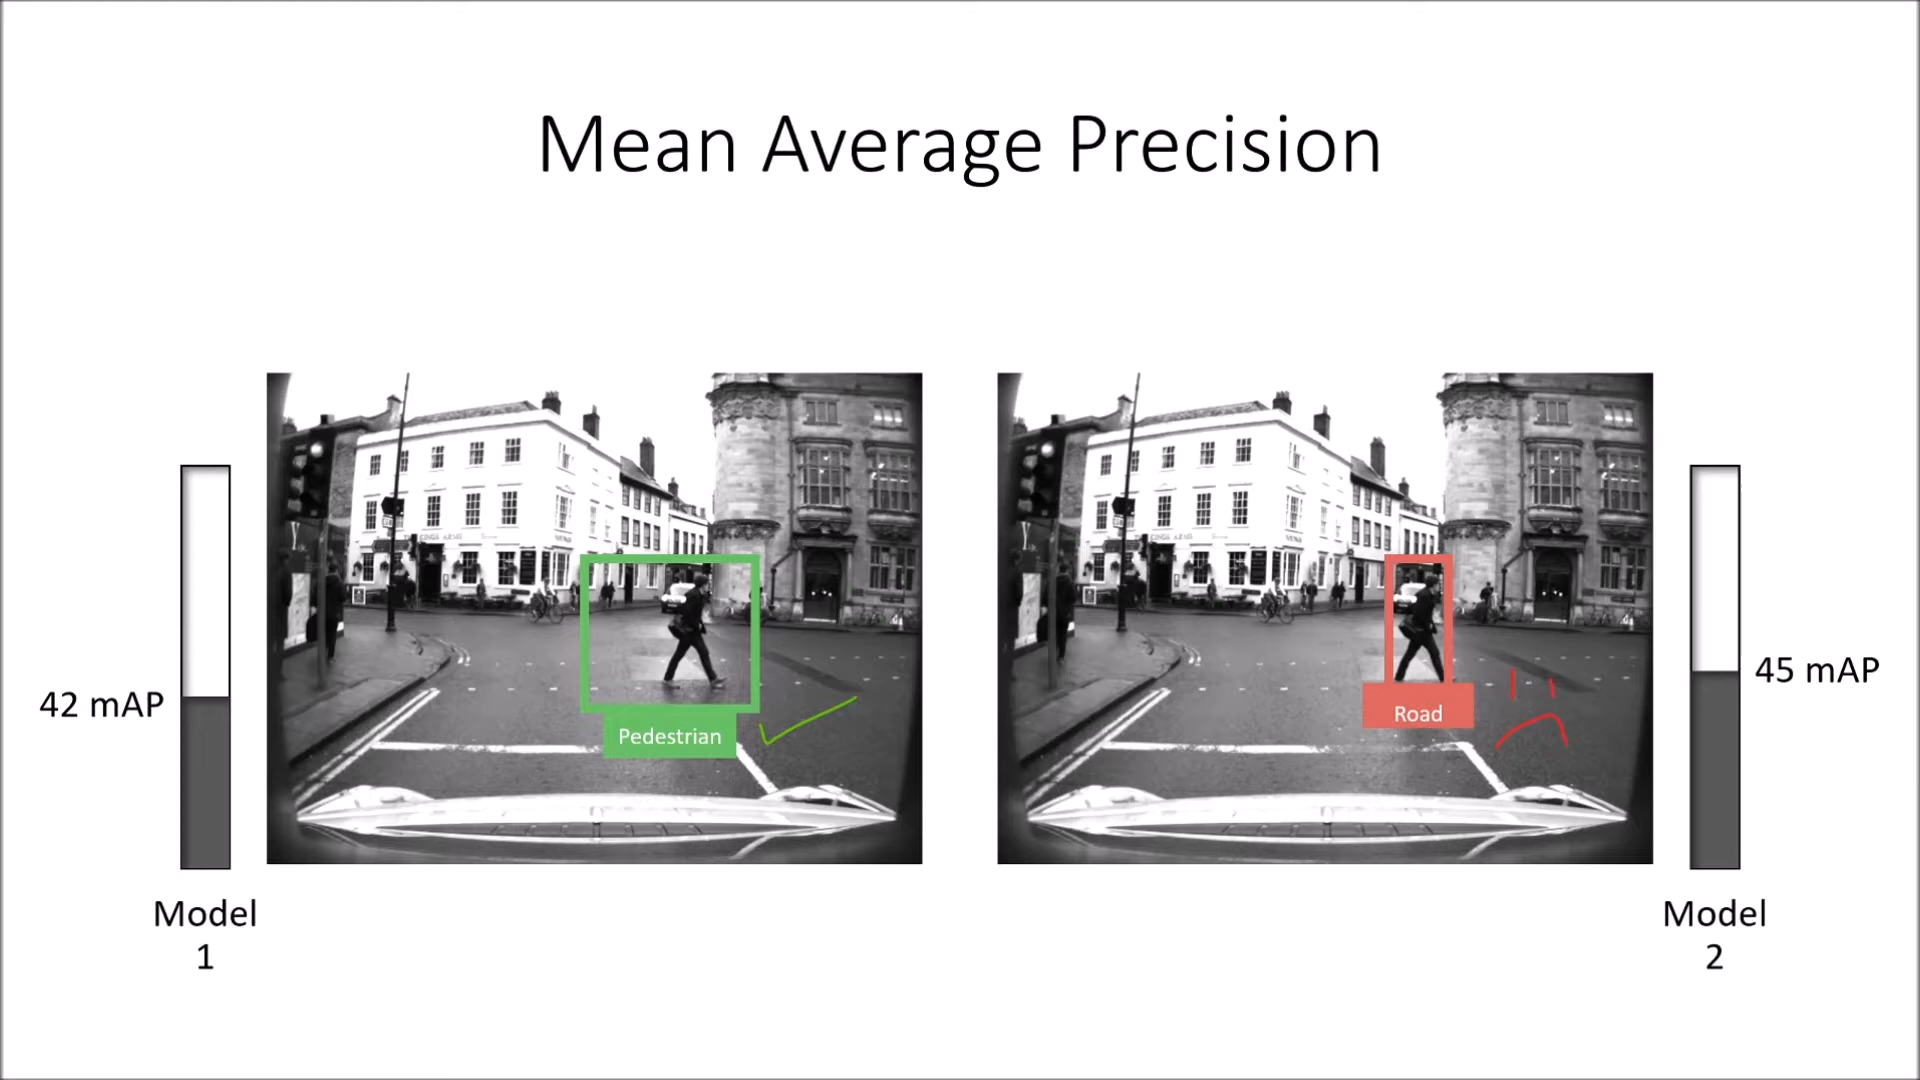 Mean Average Precision
42 mAP
Pedestrian
Model
1
Road
45 mAP
Model
2